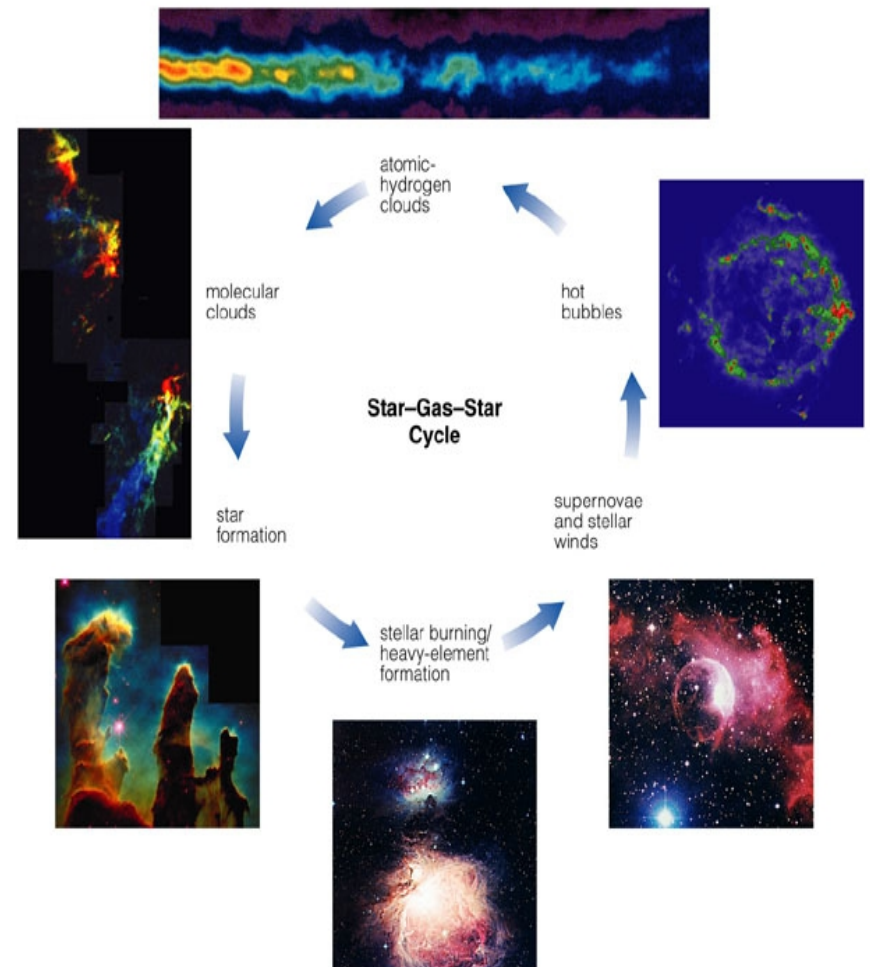 atomic-
hydrogen
clouds
molecular
clouds
hot
bubbles
Star–Gas–Star
Cycle
star
formation
supernovae
and stellar
winds
stellar burning/
heavy-element
formation